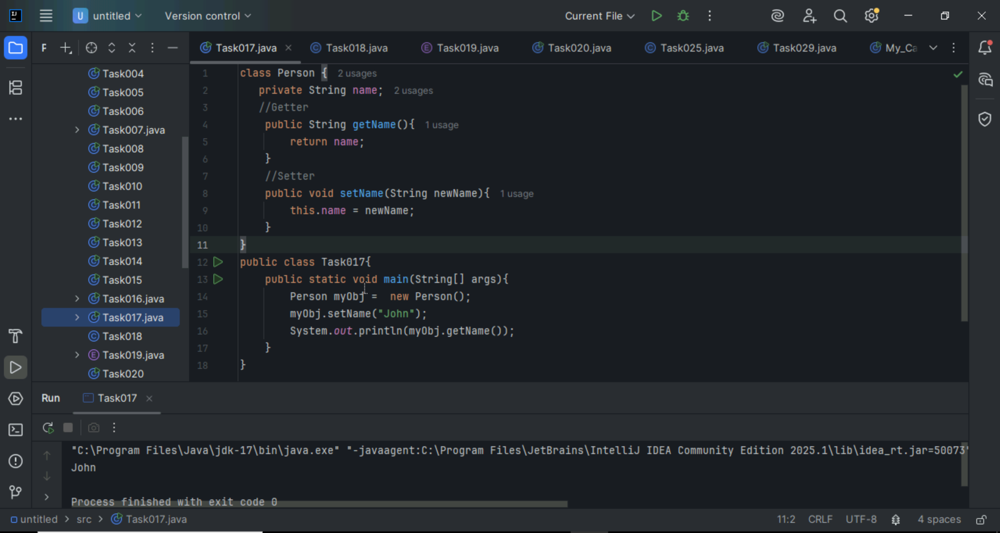 U untitled Version control Current File
F Task017.java Task018.java Task019.java Task020.java Task025.java Task029.java My_Ca
Task004
Task005
Task006
Task007.java
Task008
Task009
Task010
Task011
Task012
Task013
Task014
Task015
Task016.java
Task017.java
Task018
Task019.java
Task020
1 class Person { 2 usages
2 private String name; 2 usages
3 //Getter
4 public String getName(){ 1 usage
5 return name;
6 }
7 //Setter
8 public void setName(String newName){ 1 usage
9 this.name = newName;
10 }
11 }
12 public class Task017{
13 public static void main(String[] args){
14 Person myObj =  new Person();
15 myObj.setName("John");
16 System.out.println(myObj.getName());
17 }
18 }
Run Task017
"C:\Program Files\Java\jdk-17\bin\java.exe" "-javaagent:C:\Program Files\JetBrains\IntelliJ IDEA Community Edition 2025.1\lib\idea_rt.jar=50073"
John
Process finished with exit code 0
untitled > src > Task017.java 11:2 CRLF UTF-8 4 spaces